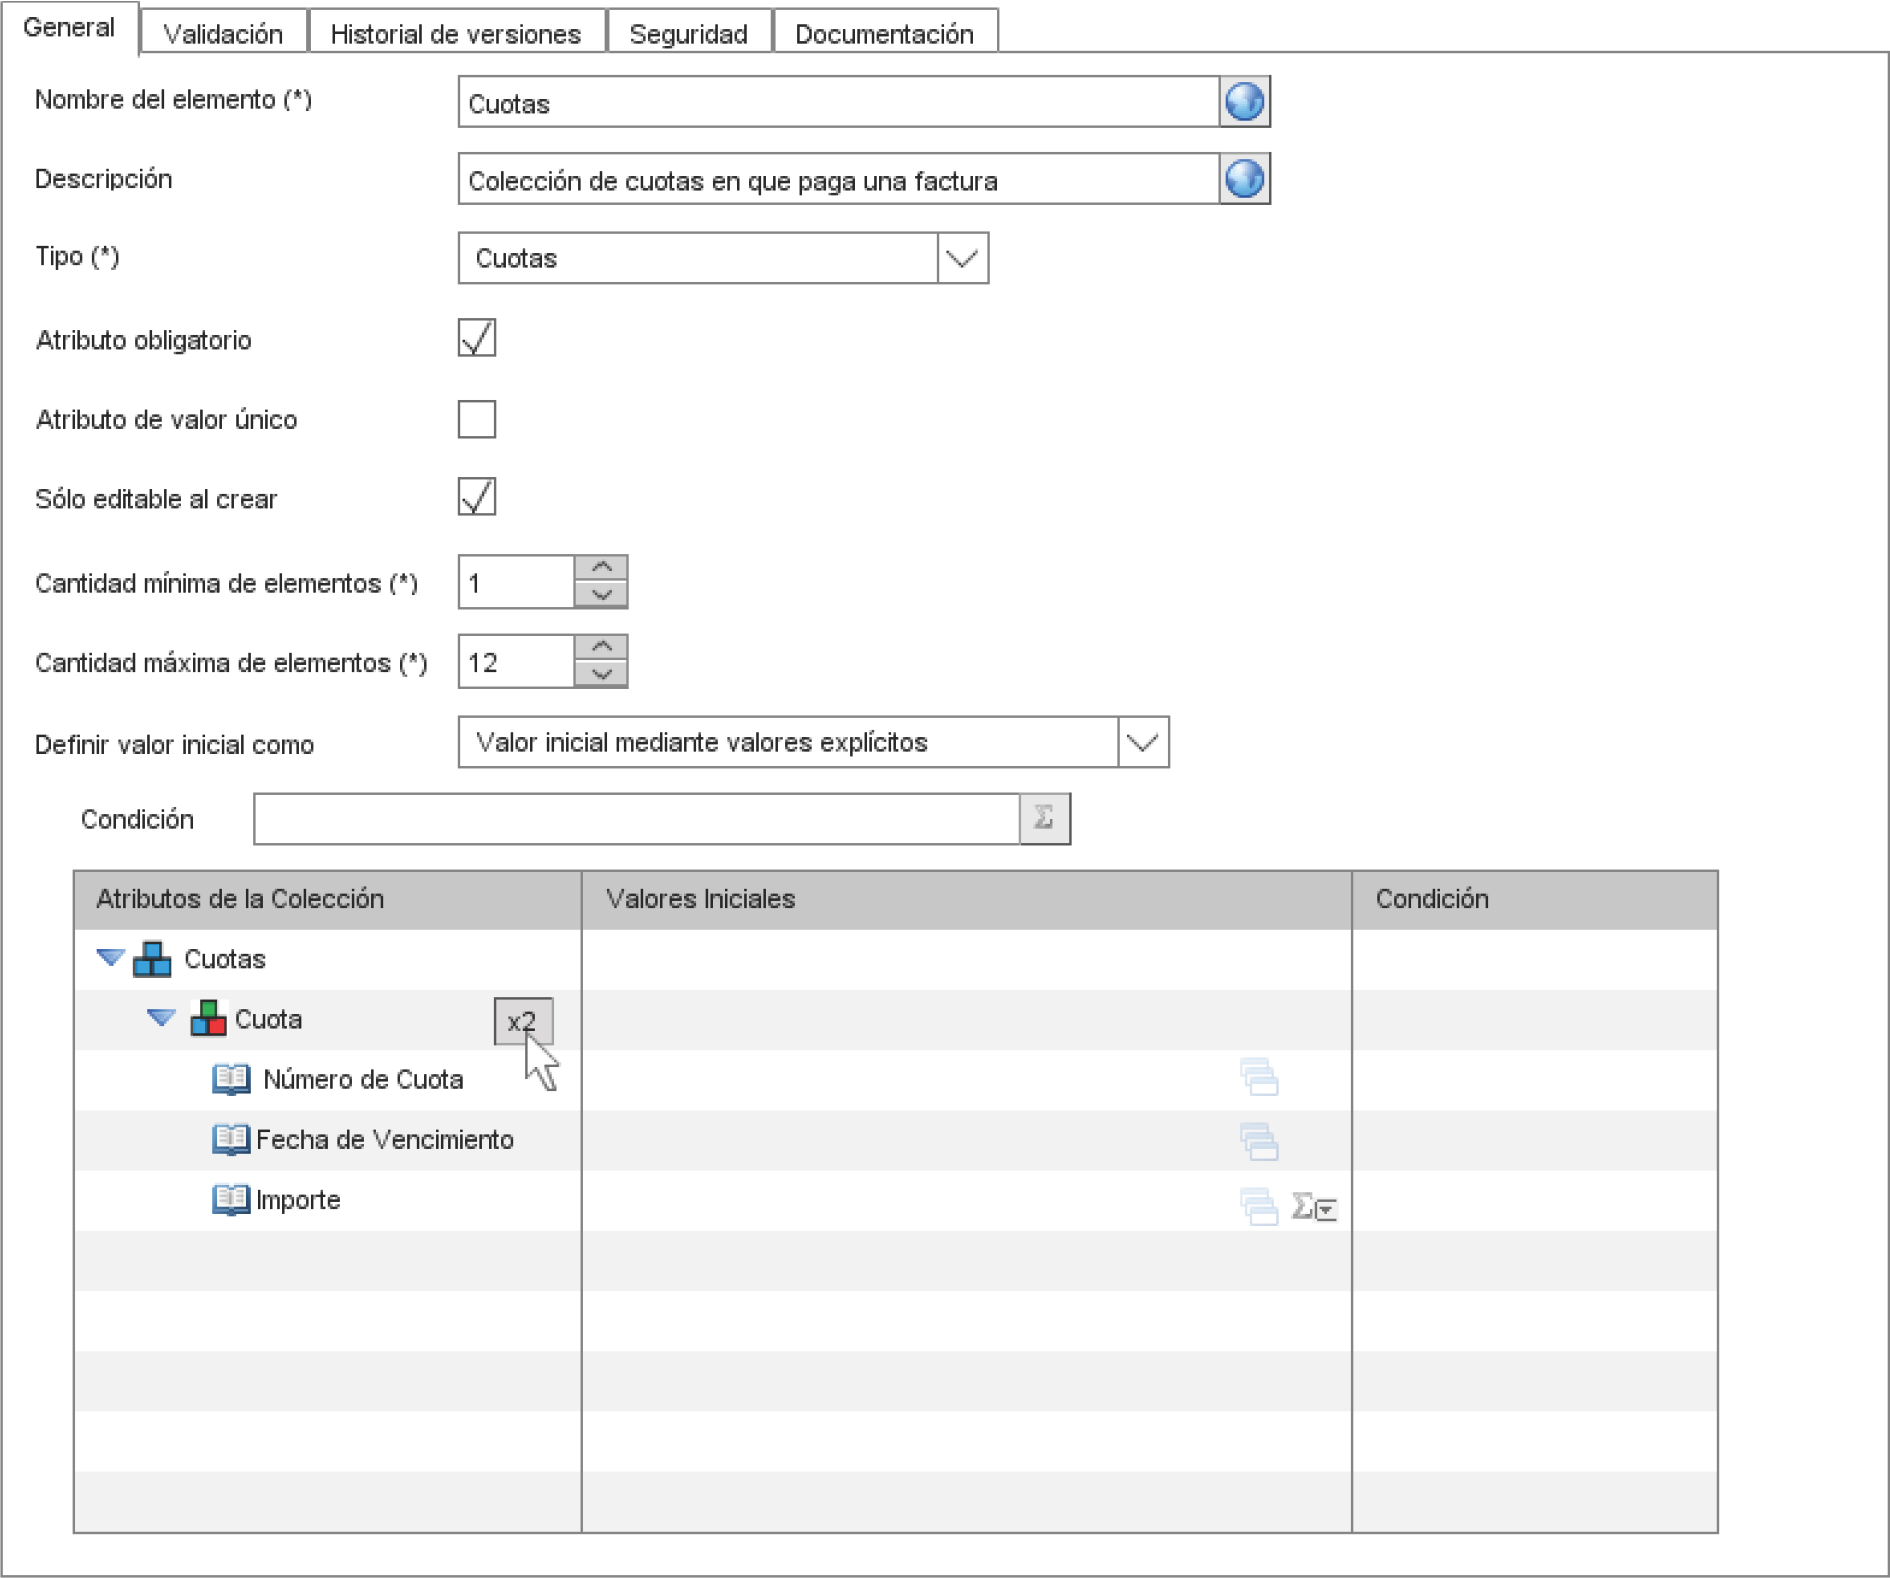 General Validación Historial de versiones Seguridad Documentación
Nombre del elemento (*) Cuotas
Descripción Colección de cuotas en que paga una factura
Tipo (*) Cuotas
Atributo obligatorio
Atributo de valor único
Sólo editable al crear
Cantidad mínima de elementos (*) 1
Cantidad máxima de elementos (*) 12
Definir valor inicial como Valor inicial mediante valores explícitos
Condición Σ
Atributos de la Colección Valores Iniciales Condición
Cuotas
Cuota x2
Número de Cuota
Fecha de Vencimiento
Importe Σ